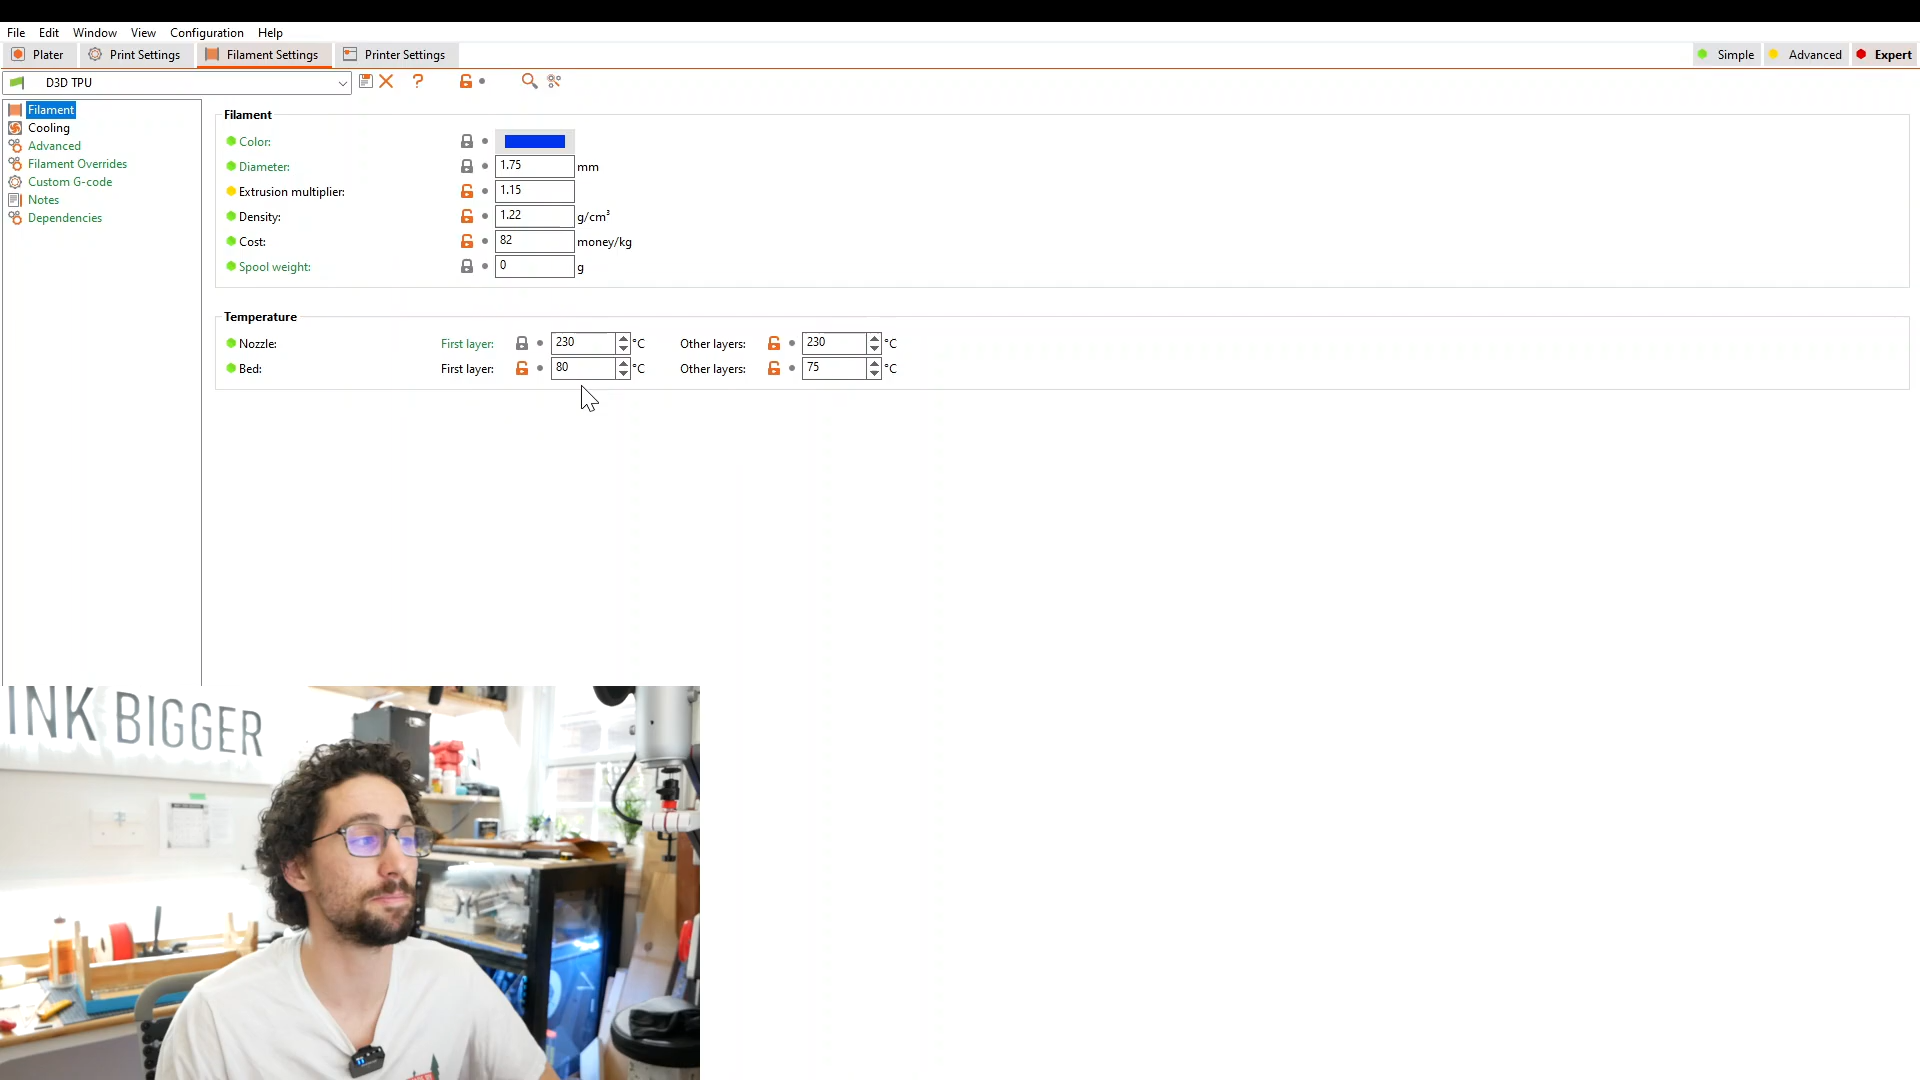 File Edit Window View Configuration Help
Plater Print Settings Filament Settings Printer Settings Simple Advanced Expert
D3D TPU ?
Filament
Cooling
Advanced
Filament Overrides
Custom G-code
Notes
Dependencies
Filament
Color:
Diameter: 1.75 mm
Extrusion multiplier: 1.15
Density: 1.22 g/cm³
Cost: 82 money/kg
Spool weight: 0 g
Temperature
Nozzle: First layer: 230 °C Other layers: 230 °C
Bed: First layer: 80 °C Other layers: 75 °C
INK BIGGER